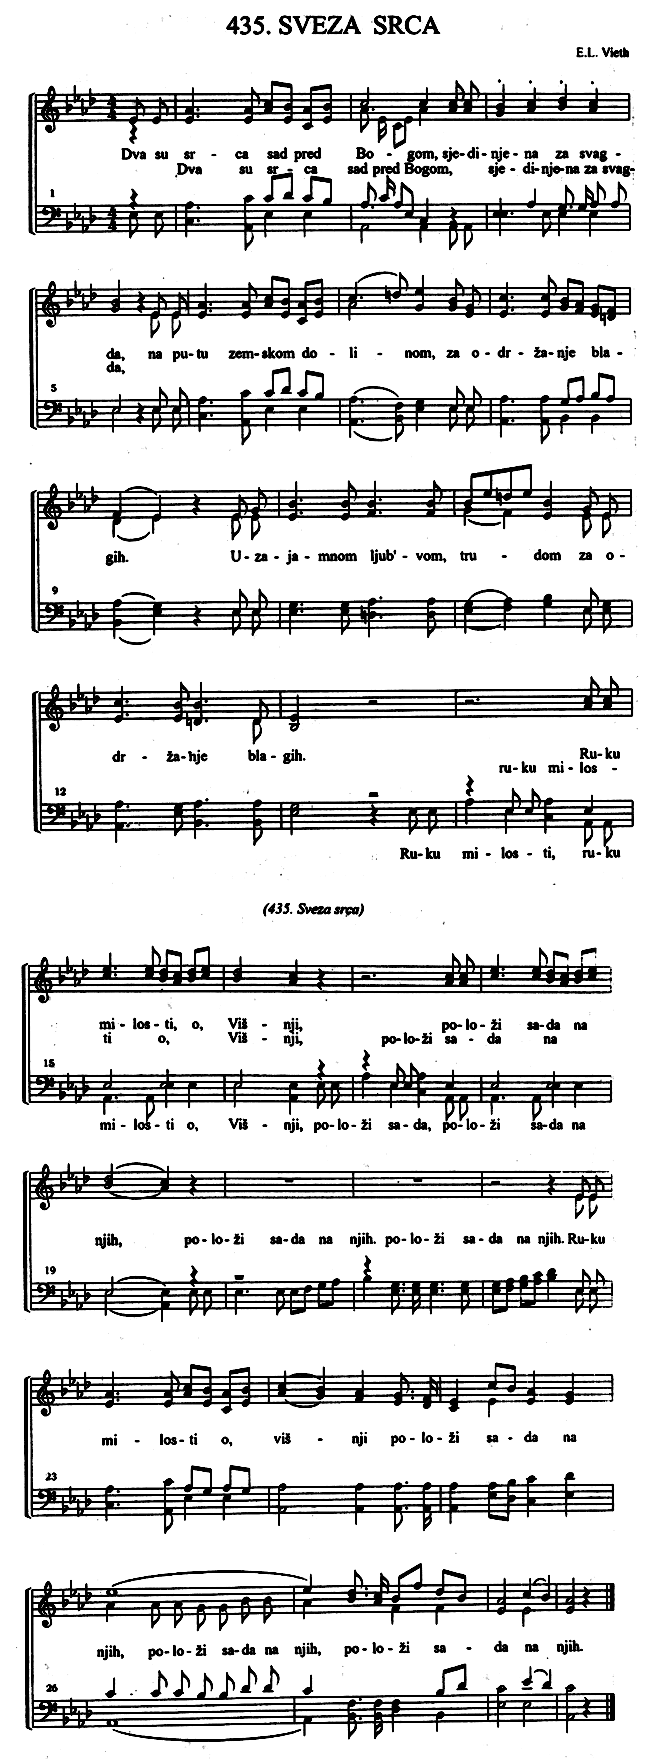 435. SVEZA SRCA
E.L. Vieth
Dva su sr - ca sad pred Bo - gom, sje-di-nje-na za svag -
Dva su sr - ca sad pred Bogom, sje-di-nje-na za svag-
1
da, na pu-tu zem-skom do - li - nom, za o-dr-ža-nje bla -
da,
5
gih. U-za-ja-mnom ljub'-vom, tru - dom za o-
9
dr - ža-hje bla-gih. Ru-ku
ru-ku mi-los -
12
Ru-ku mi - los - ti, ru-ku
(435. Sveza srca)
mi-los-ti, o, Viš - nji, po-lo-ži sa-da na
ti o, Viš - nji, po-lo-ži sa - da na
15
mi-los-ti o, Viš - nji, po-lo-ži sa-da, po-lo-ži sa-da na
njih, po-lo-ži sa-da na njih. po-lo-ži sa-da na njih. Ru-ku
19
mi - los-ti o, viš - nji po-lo-ži sa-da na
23
njih, po-lo-ži sa-da na njih, po-lo-ži sa - da na njih.
26